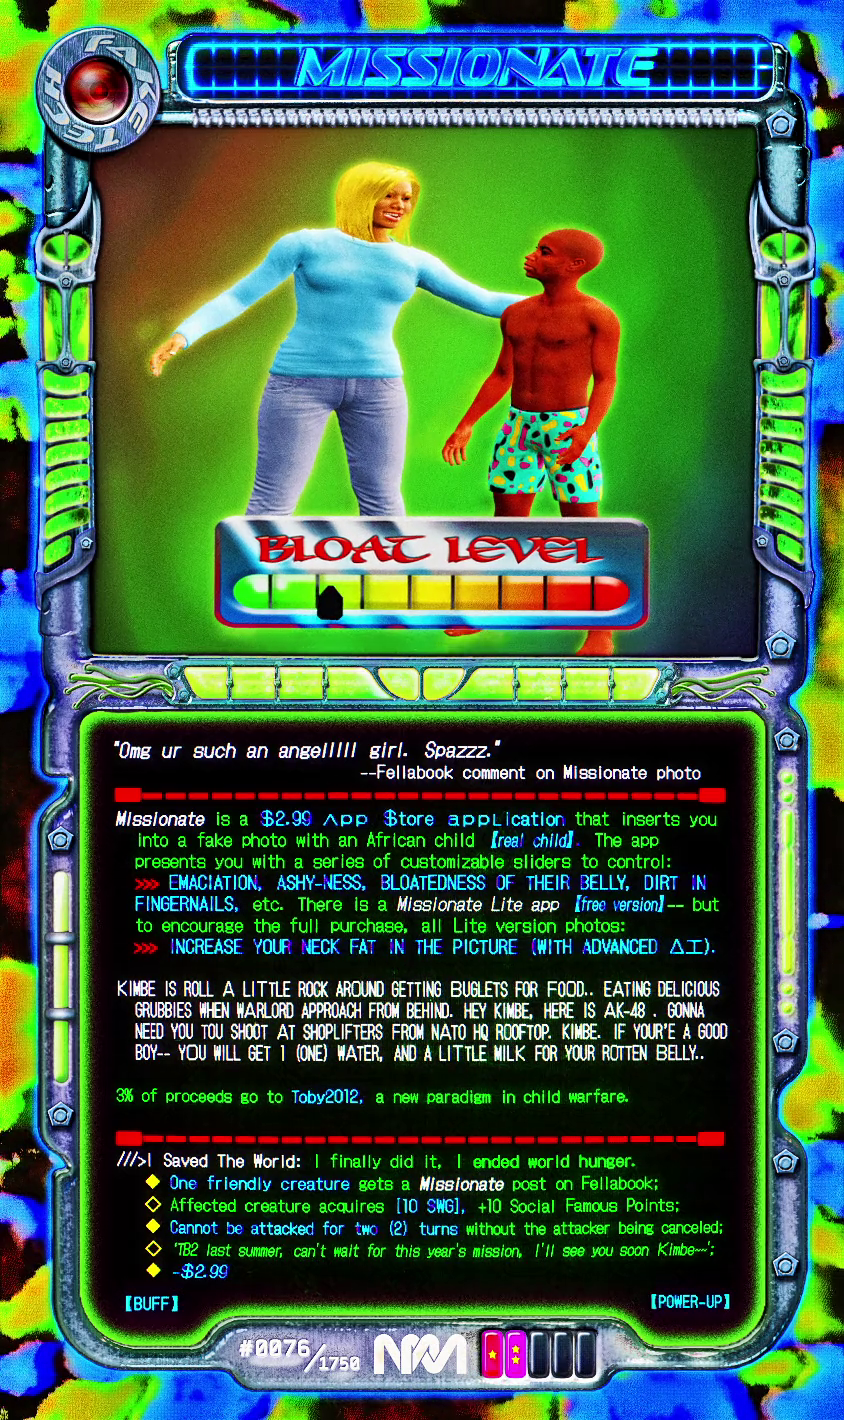 FAKE TECH
MISSIONATE
BLOAT LEVEL
"Omg ur such an angelllll girl. Spazzz."
--Fellabook comment on Missionate photo
Missionate is a $2.99 App $tore appLication that inserts you
into a fake photo with an African child 【real child】. The app
presents you with a series of customizable sliders to control:
>>> EMACIATION, ASHY-NESS, BLOATEDNESS OF THEIR BELLY, DIRT IN
FINGERNAILS, etc. There is a Missionate Lite app 【free version】-- but
to encourage the full purchase, all Lite version photos:
>>> INCREASE YOUR NECK FAT IN THE PICTURE (WITH ADVANCED ΔI).
KIMBE IS ROLL A LITTLE ROCK AROUND GETTING BUGLETS FOR FOOD.. EATING DELICIOUS
GRUBBIES WHEN WARLORD APPROACH FROM BEHIND. HEY KIMBE, HERE IS AK-48 . GONNA
NEED YOU TOU SHOOT AT SHOPLIFTERS FROM NATO HQ ROOFTOP. KIMBE. IF YOUR'E A GOOD
BOY-- YOU WILL GET 1 (ONE) WATER, AND A LITTLE MILK FOR YOUR ROTTEN BELLY..
3% of proceeds go to Toby2012, a new paradigm in child warfare.
///>I Saved The World: I finally did it, I ended world hunger.
◆ One friendly creature gets a Missionate post on Fellabook;
◇ Affected creature acquires [10 SWG], +10 Social Famous Points;
◆ Cannot be attacked for two (2) turns without the attacker being canceled;
◇ 'TB2 last summer, can't wait for this year's mission, I'll see you soon Kimbe~~';
◆ -$2.99
【BUFF】
【POWER-UP】
#0076/1750 NPM